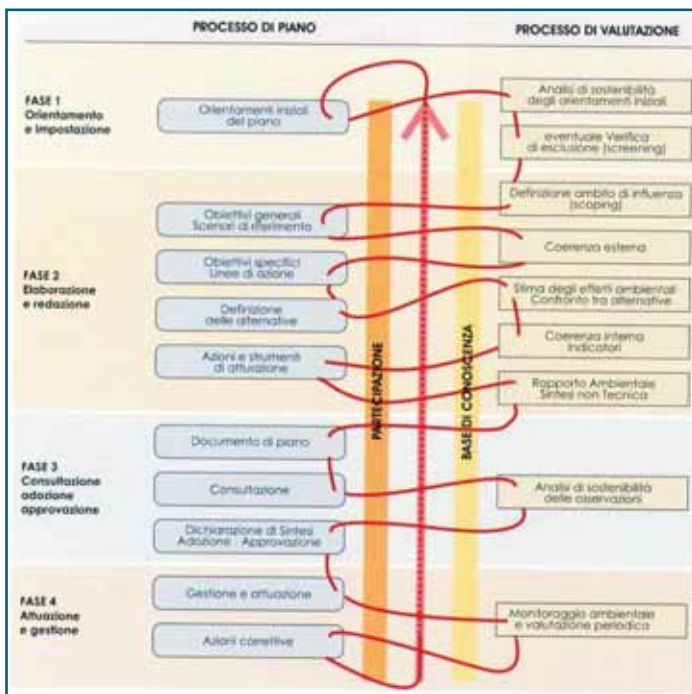 PROCESSO DI PIANO
PROCESSO DI VALUTAZIONE
FASE 1
Orientamento
e impostazione
Orientamenti iniziali
del piano
Analisi di sostenibilità
degli orientamenti iniziali
eventuale Verifica
di esclusione (screening)
FASE 2
Elaborazione
e redazione
Obiettivi generali
Scenari di riferimento
Obiettivi specifici
Linee di azione
Definizione
delle alternative
Azioni e strumenti
di attuazione
Definizione ambito di influenza
(scoping)
Coerenza esterna
Stima degli effetti ambientali
Confronto tra alternative
Coerenza interna
Indicatori
Rapporto Ambientale
Sintesi non Tecnica
PARTECIPAZIONE
BASE DI CONOSCENZA
FASE 3
Consultazione
adozione
approvazione
Documento di piano
Consultazione
Dichiarazione di Sintesi
Adozione - Approvazione
Analisi di sostenibilità
delle osservazioni
FASE 4
Attuazione
e gestione
Gestione e attuazione
Azioni correttive
Monitoraggio ambientale
e valutazione periodica